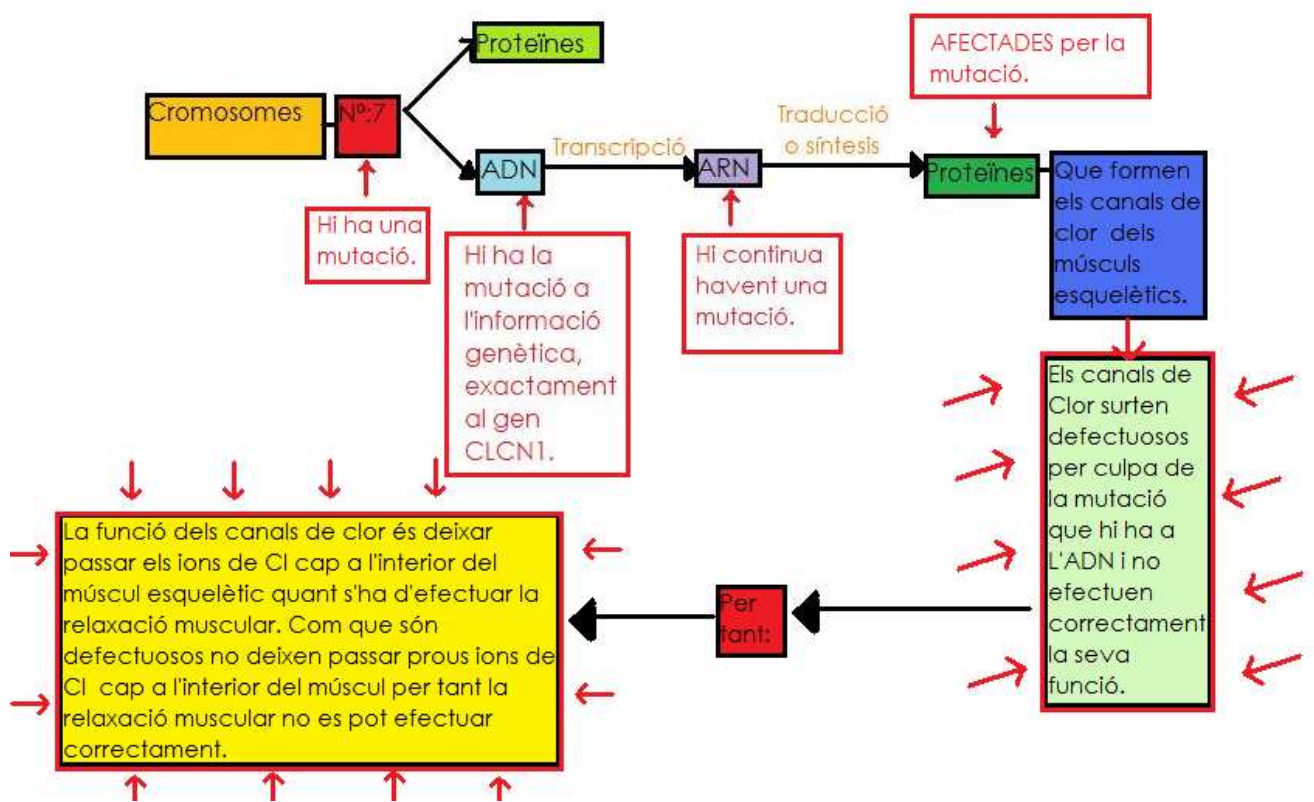 Proteïnes
AFECTADES per la
mutació.
Cromosomes
Nº:7
Traducció
o síntesis
Transcripció
ADN
ARN
Proteïnes
Que formen
els canals de
clor dels
músculs
esquelètics.
Hi ha una
mutació.
Hi ha la
mutació a
l'informació
genètica,
exactament
al gen
CLCN1.
Hi continua
havent una
mutació.
Els canals de
Clor surten
defectuosos
per culpa de
la mutació
que hi ha a
L'ADN i no
efectuen
correctament
la seva
funció.
Per
tant:
La funció dels canals de clor és deixar
passar els ions de Cl cap a l'interior del
múscul esquelètic quant s'ha d'efectuar la
relaxació muscular. Com que són
defectuosos no deixen passar prous ions de
Cl cap a l'interior del múscul per tant la
relaxació muscular no es pot efectuar
correctament.